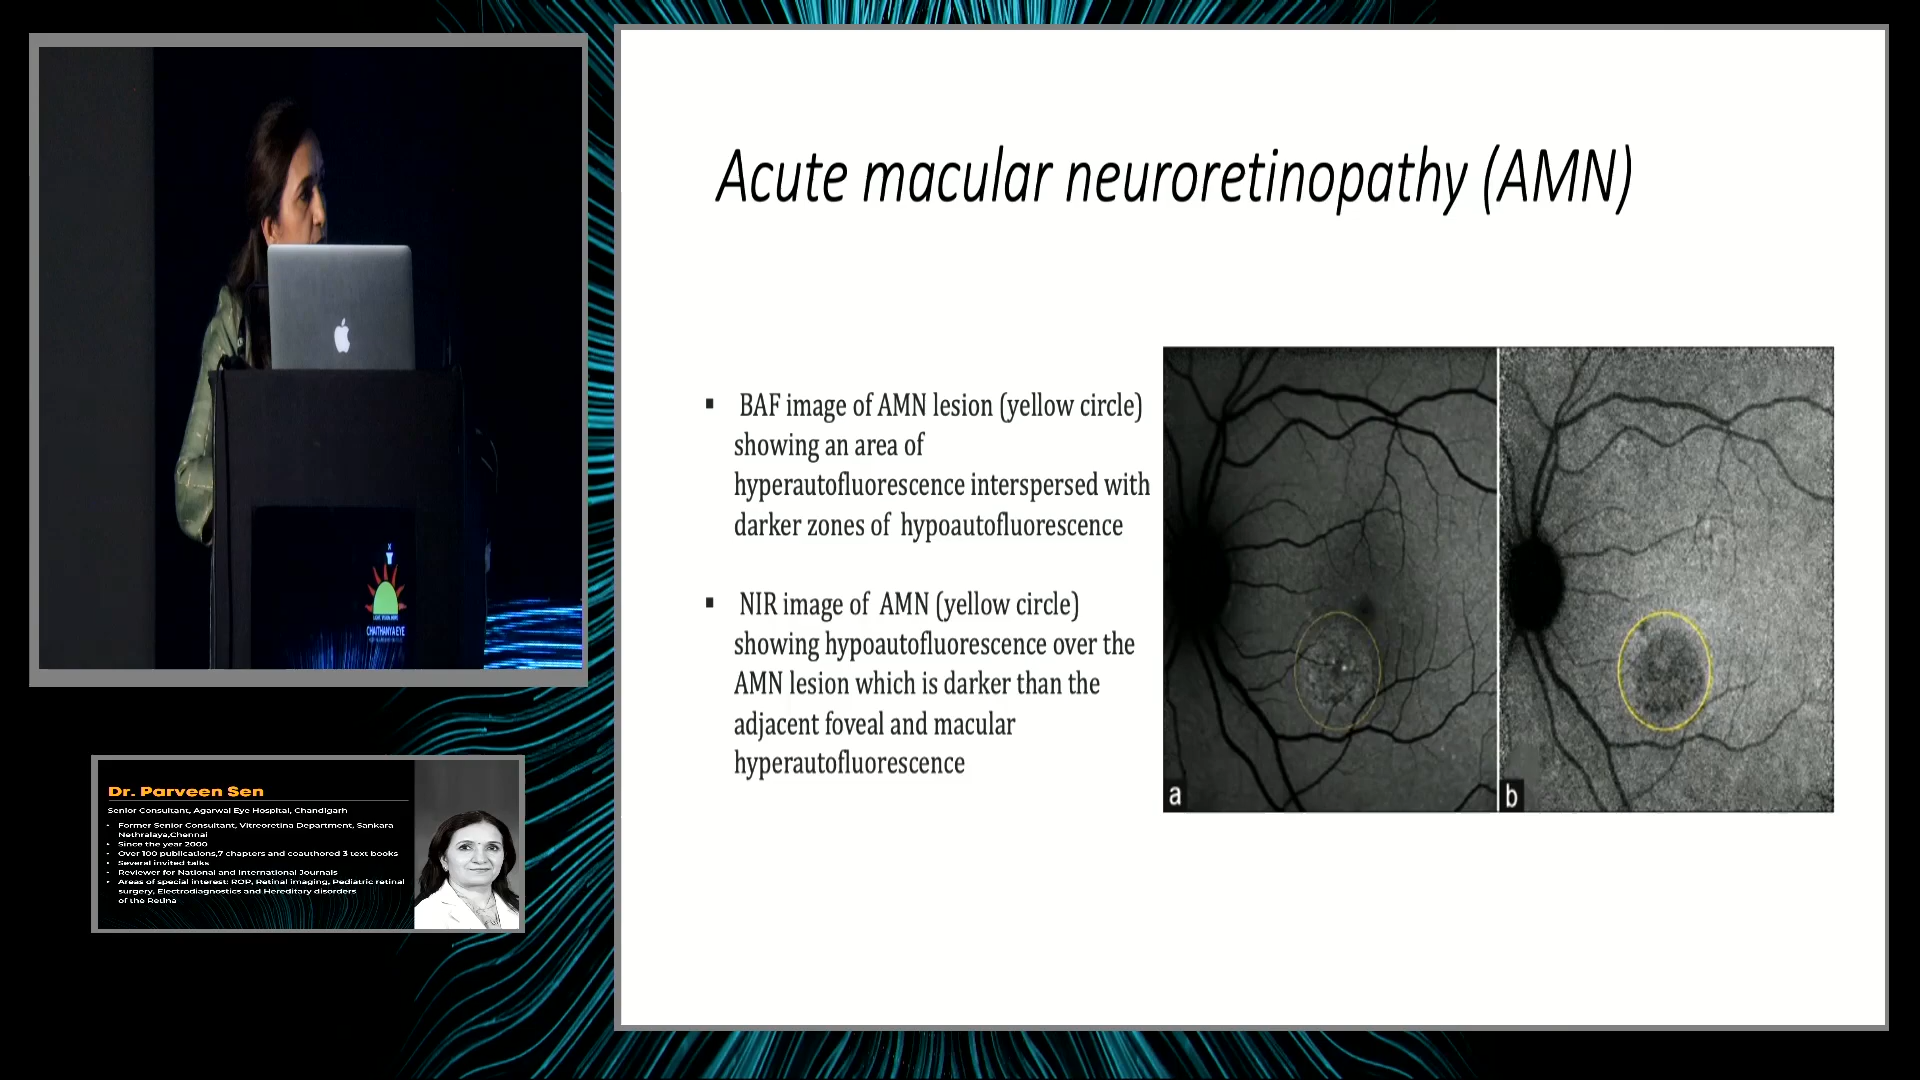 Acute macular neuroretinopathy (AMN)
▪ BAF image of AMN lesion (yellow circle)
showing an area of
hyperautofluorescence interspersed with
darker zones of hypoautofluorescence
▪ NIR image of AMN (yellow circle)
showing hypoautofluorescence over the
AMN lesion which is darker than the
adjacent foveal and macular
hyperautofluorescence
a
b
CHAITHANYA EYE
Dr. Parveen Sen
Senior Consultant, Agarwal Eye Hospital, Chandigarh
• Former Senior Consultant, Vitreoretina Department, Sankara
Nethralaya,Chennai
• Since the year 2000
• Over 100 publications,7 chapters and coauthored 3 text books
• Several invited talks
• Reviewer for National and International Journals
• Areas of special interest: ROP, Retinal imaging, Pediatric retinal
surgery, Electrodiagnostics and Hereditary disorders
of the Retina